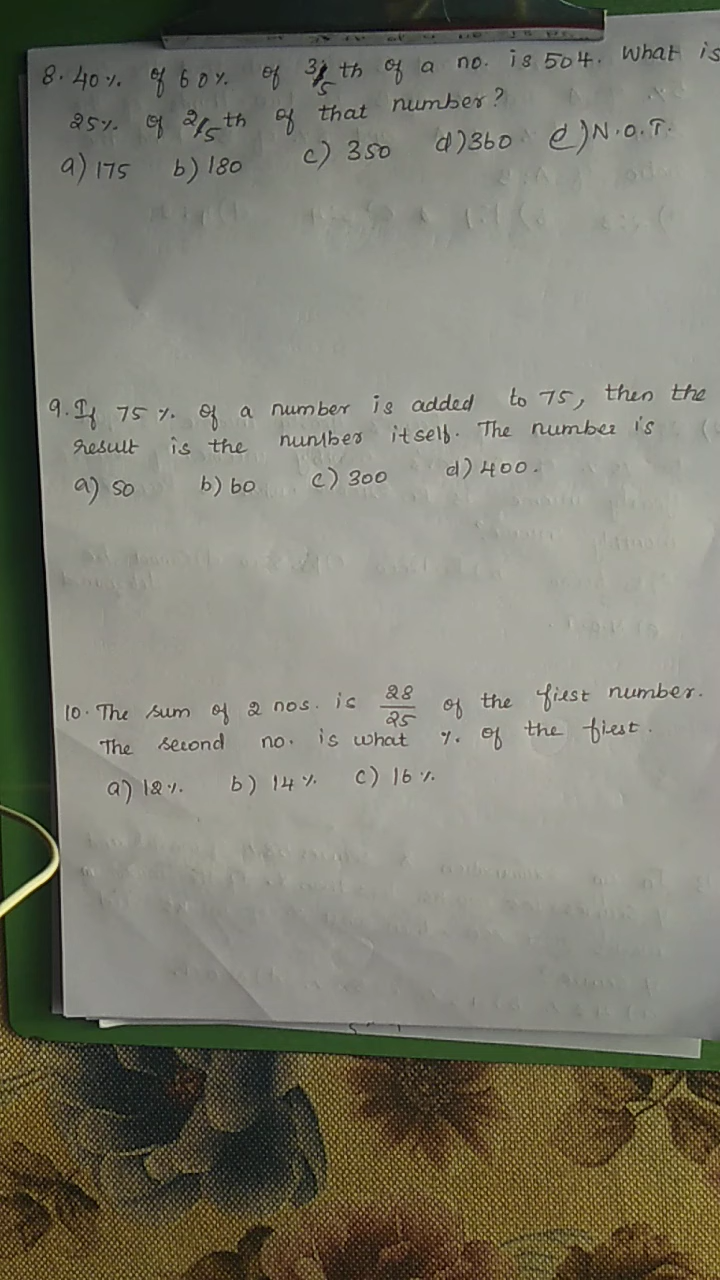 8. 40% of 60% of 3/5 th of a no. is 504. What is
25% of 2/5 th of that number?
a) 175 b) 180 c) 350 d) 360 e) N.O.T.
9. If 75% of a number is added to 75, then the
result is the number itself. The number is
a) 50 b) 60 c) 300 d) 400.
10. The sum of 2 nos. is 28/25 of the first number.
The second no. is what % of the first.
a) 12% b) 14% c) 16%